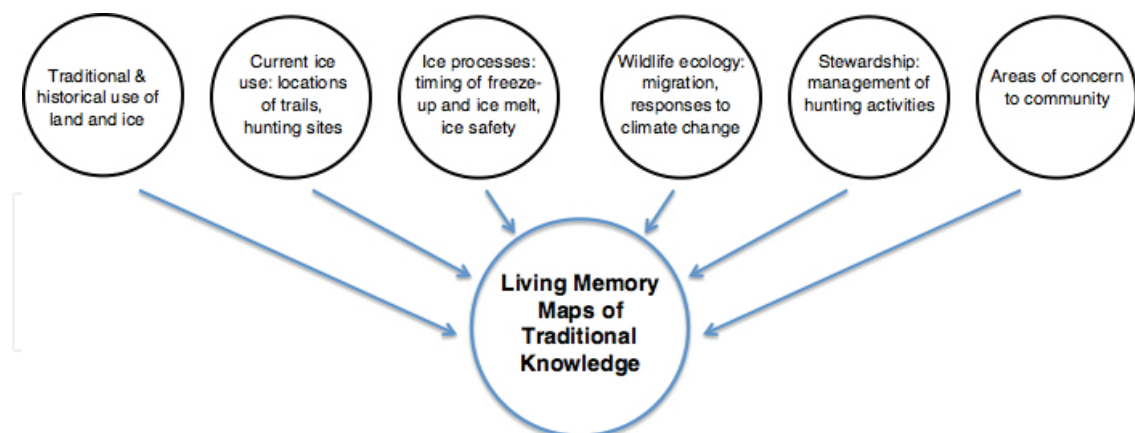 Traditional &
historical use of
land and ice
Current ice
use: locations
of trails,
hunting sites
Ice processes:
timing of freeze-
up and ice melt,
ice safety
Wildlife ecology:
migration,
responses to
climate change
Stewardship:
management of
hunting activities
Areas of concern
to community
Living Memory
Maps of
Traditional
Knowledge